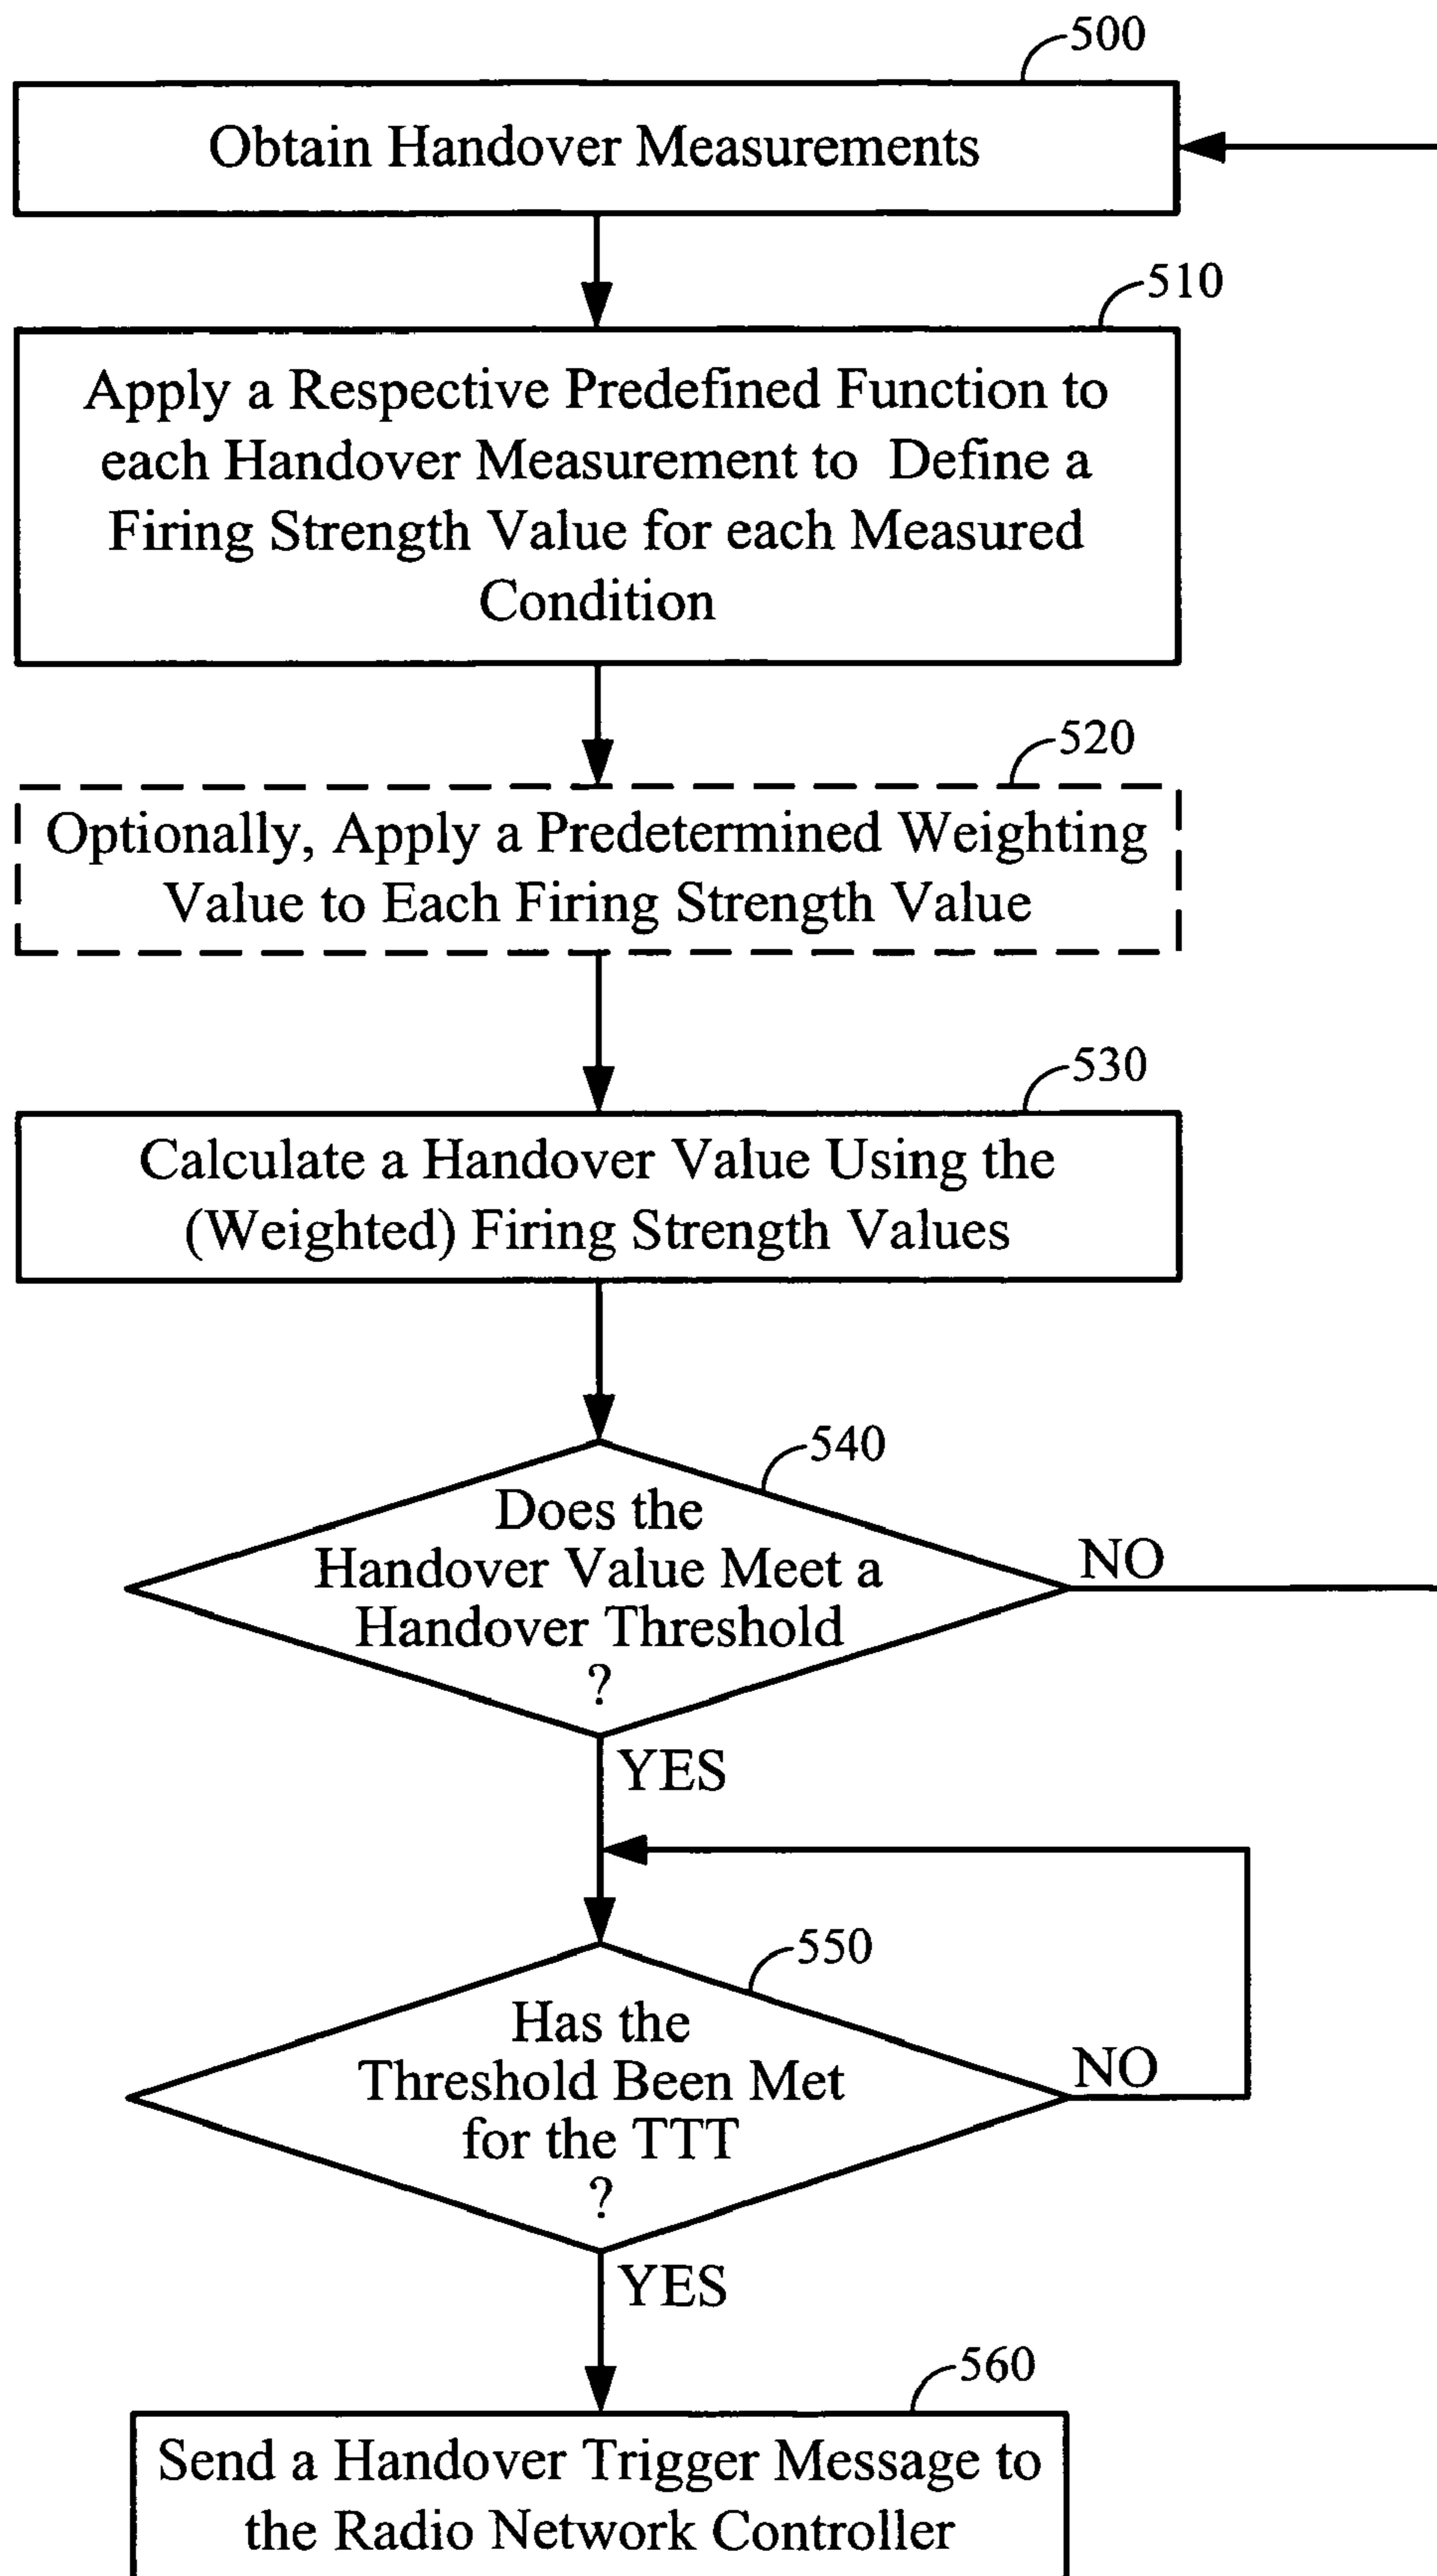 500
Obtain Handover Measurements
510
Apply a Respective Predefined Function to
each Handover Measurement to Define a
Firing Strength Value for each Measured
Condition
520
Optionally, Apply a Predetermined Weighting
Value to Each Firing Strength Value
530
Calculate a Handover Value Using the
(Weighted) Firing Strength Values
540
Does the
Handover Value Meet a
Handover Threshold
?
NO
YES
550
Has the
Threshold Been Met
for the TTT
?
NO
YES
560
Send a Handover Trigger Message to
the Radio Network Controller